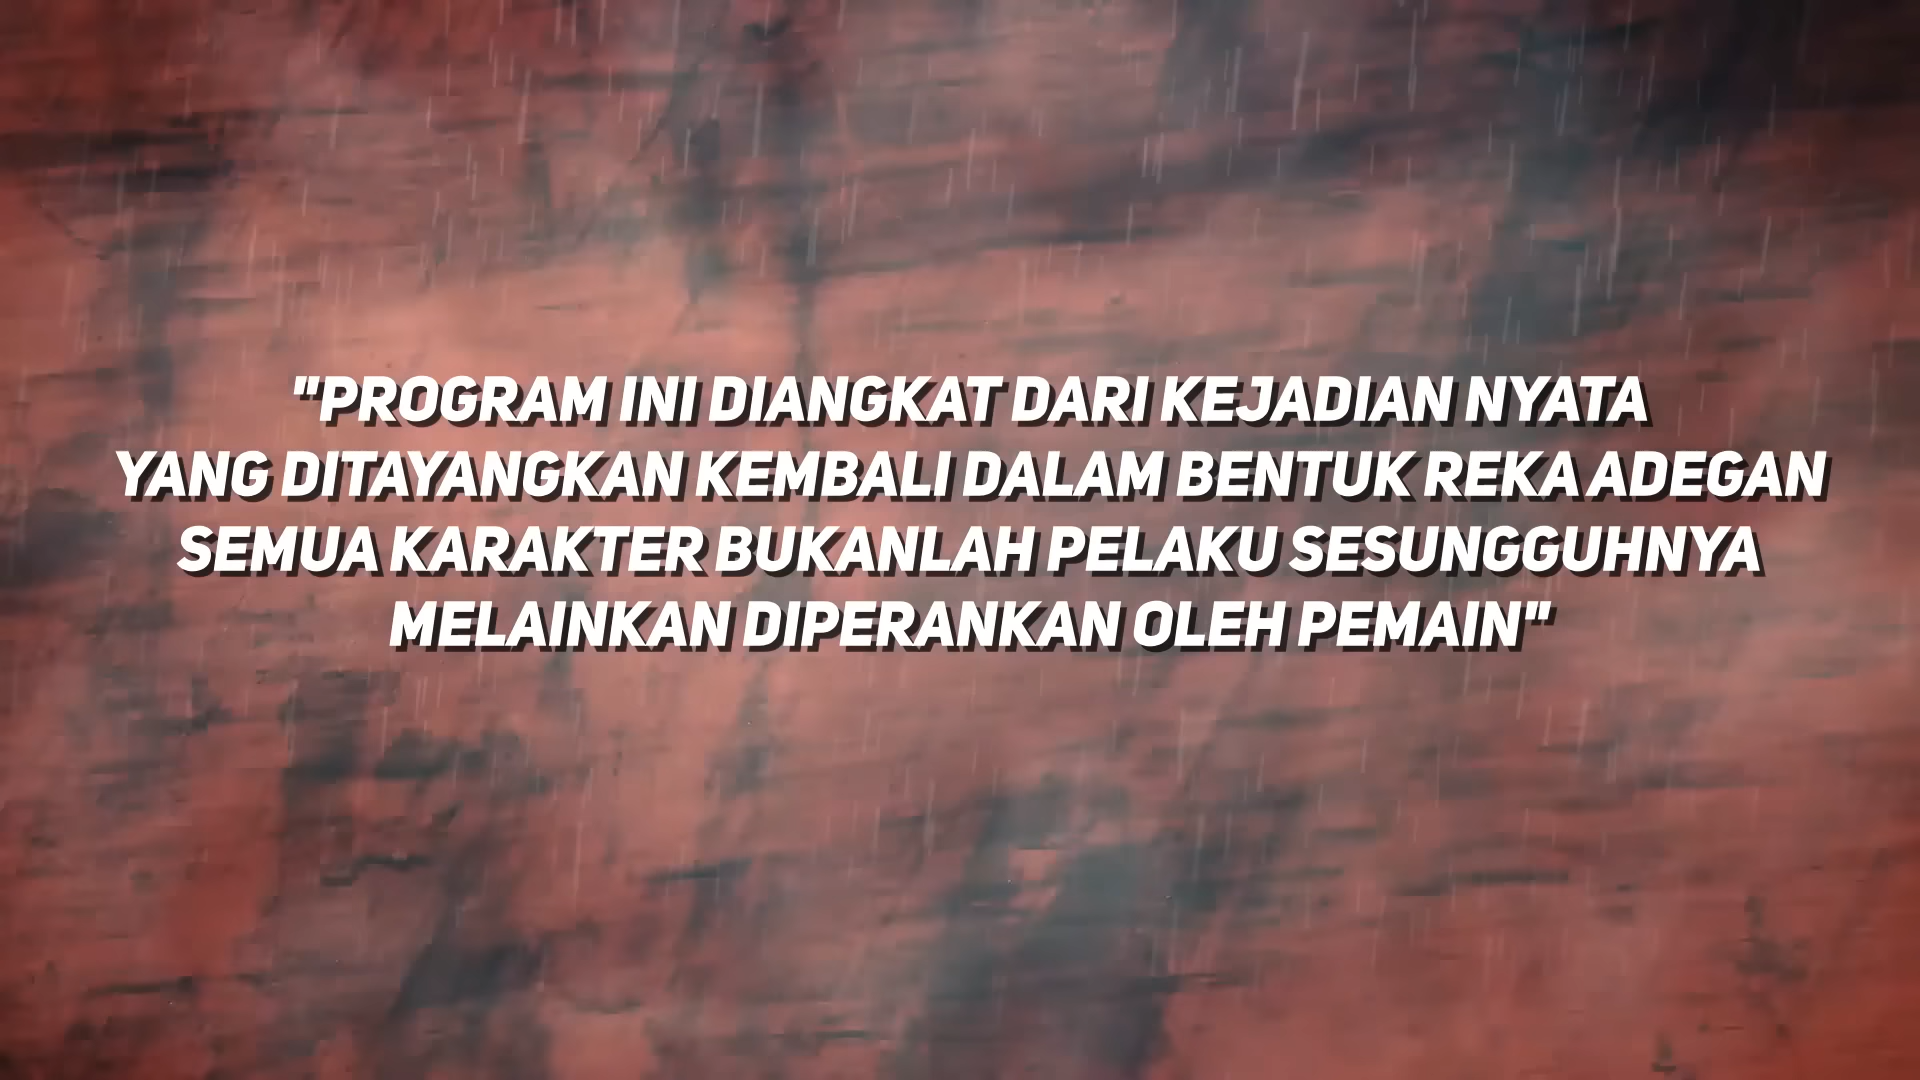 "PROGRAM INI DIANGKAT DARI KEJADIAN NYATA
YANG DITAYANGKAN KEMBALI DALAM BENTUK REKA ADEGAN
SEMUA KARAKTER BUKANLAH PELAKU SESUNGGUHNYA
MELAINKAN DIPERANKAN OLEH PEMAIN"